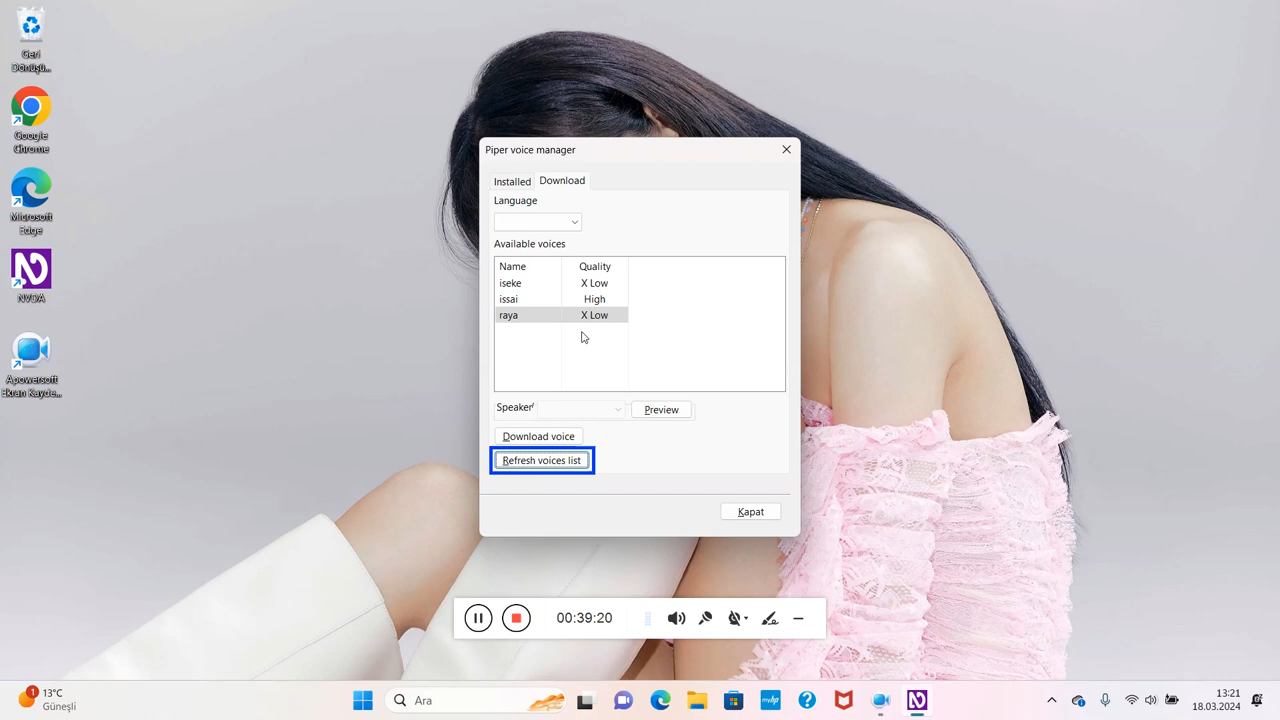 Geri
Dönüşü...
Google
Chrome
Microsoft
Edge
NVDA
Apowersoft
Ekran Kayde...
Piper voice manager
Installed
Download
Language
Available voices
Name Quality
iseke X Low
issai High
raya X Low
Speaker
Preview
Download voice
Refresh voices list
Kapat
00:39:20
1
13°C
Güneşli
Ara
myhp
13:21
18.03.2024